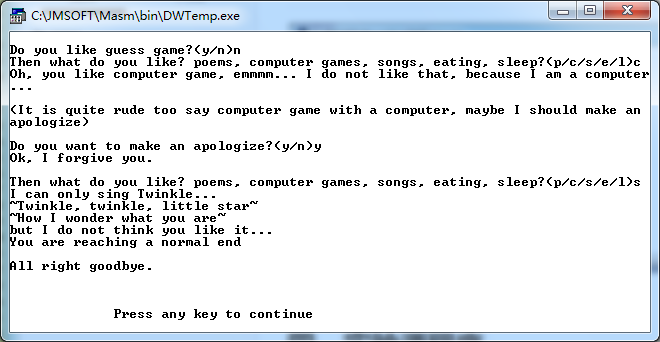 C:\JMSOFT\Masm\bin\DWTemp.exe
Do you like guess game?(y/n)n
Then what do you like? poems, computer games, songs, eating, sleep?(p/c/s/e/l)c
Oh, you like computer game, emmmm... I do not like that, because I am a computer
...
(It is quite rude too say computer game with a computer, maybe I should make an
apologize)
Do you want to make an apologize?(y/n)y
Ok, I forgive you.
Then what do you like? poems, computer games, songs, eating, sleep?(p/c/s/e/l)s
I can only sing Twinkle...
~Twinkle, twinkle, little star~
~How I wonder what you are~
but I do not think you like it...
You are reaching a normal end
All right goodbye.
Press any key to continue